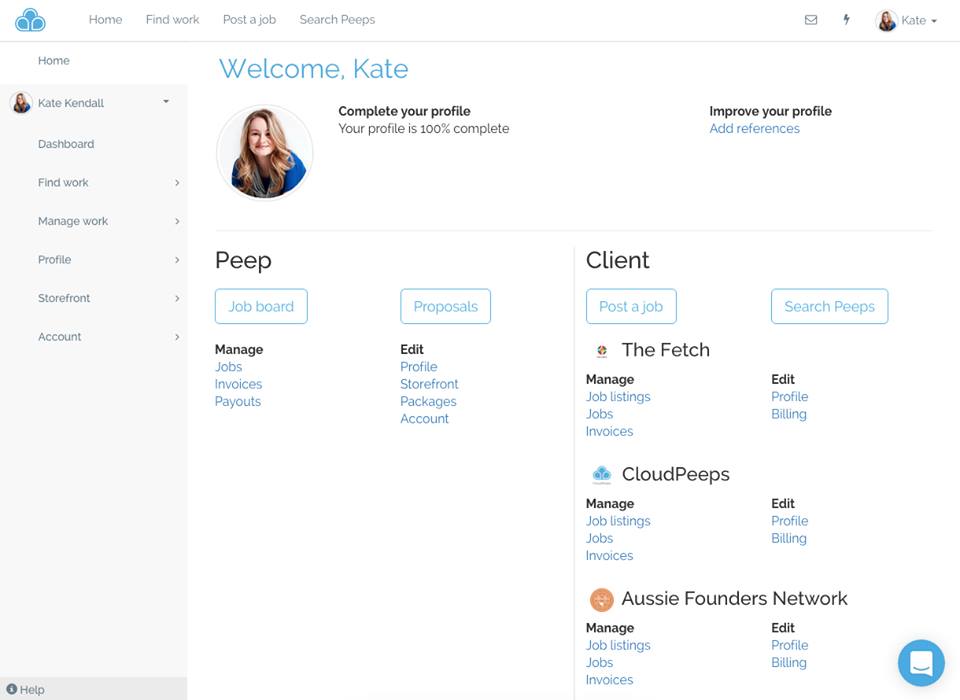 Home Find work Post a job Search Peeps Kate
Home
Kate Kendall
Dashboard
Find work
Manage work
Profile
Storefront
Account
Help
Welcome, Kate
Complete your profile
Your profile is 100% complete
Improve your profile
Add references
Peep
Job board Proposals
Manage
Jobs
Invoices
Payouts
Edit
Profile
Storefront
Packages
Account
Client
Post a job Search Peeps
The Fetch
Manage
Job listings
Jobs
Invoices
Edit
Profile
Billing
CloudPeeps
Manage
Job listings
Jobs
Invoices
Edit
Profile
Billing
Aussie Founders Network
Manage
Job listings
Jobs
Invoices
Edit
Profile
Billing